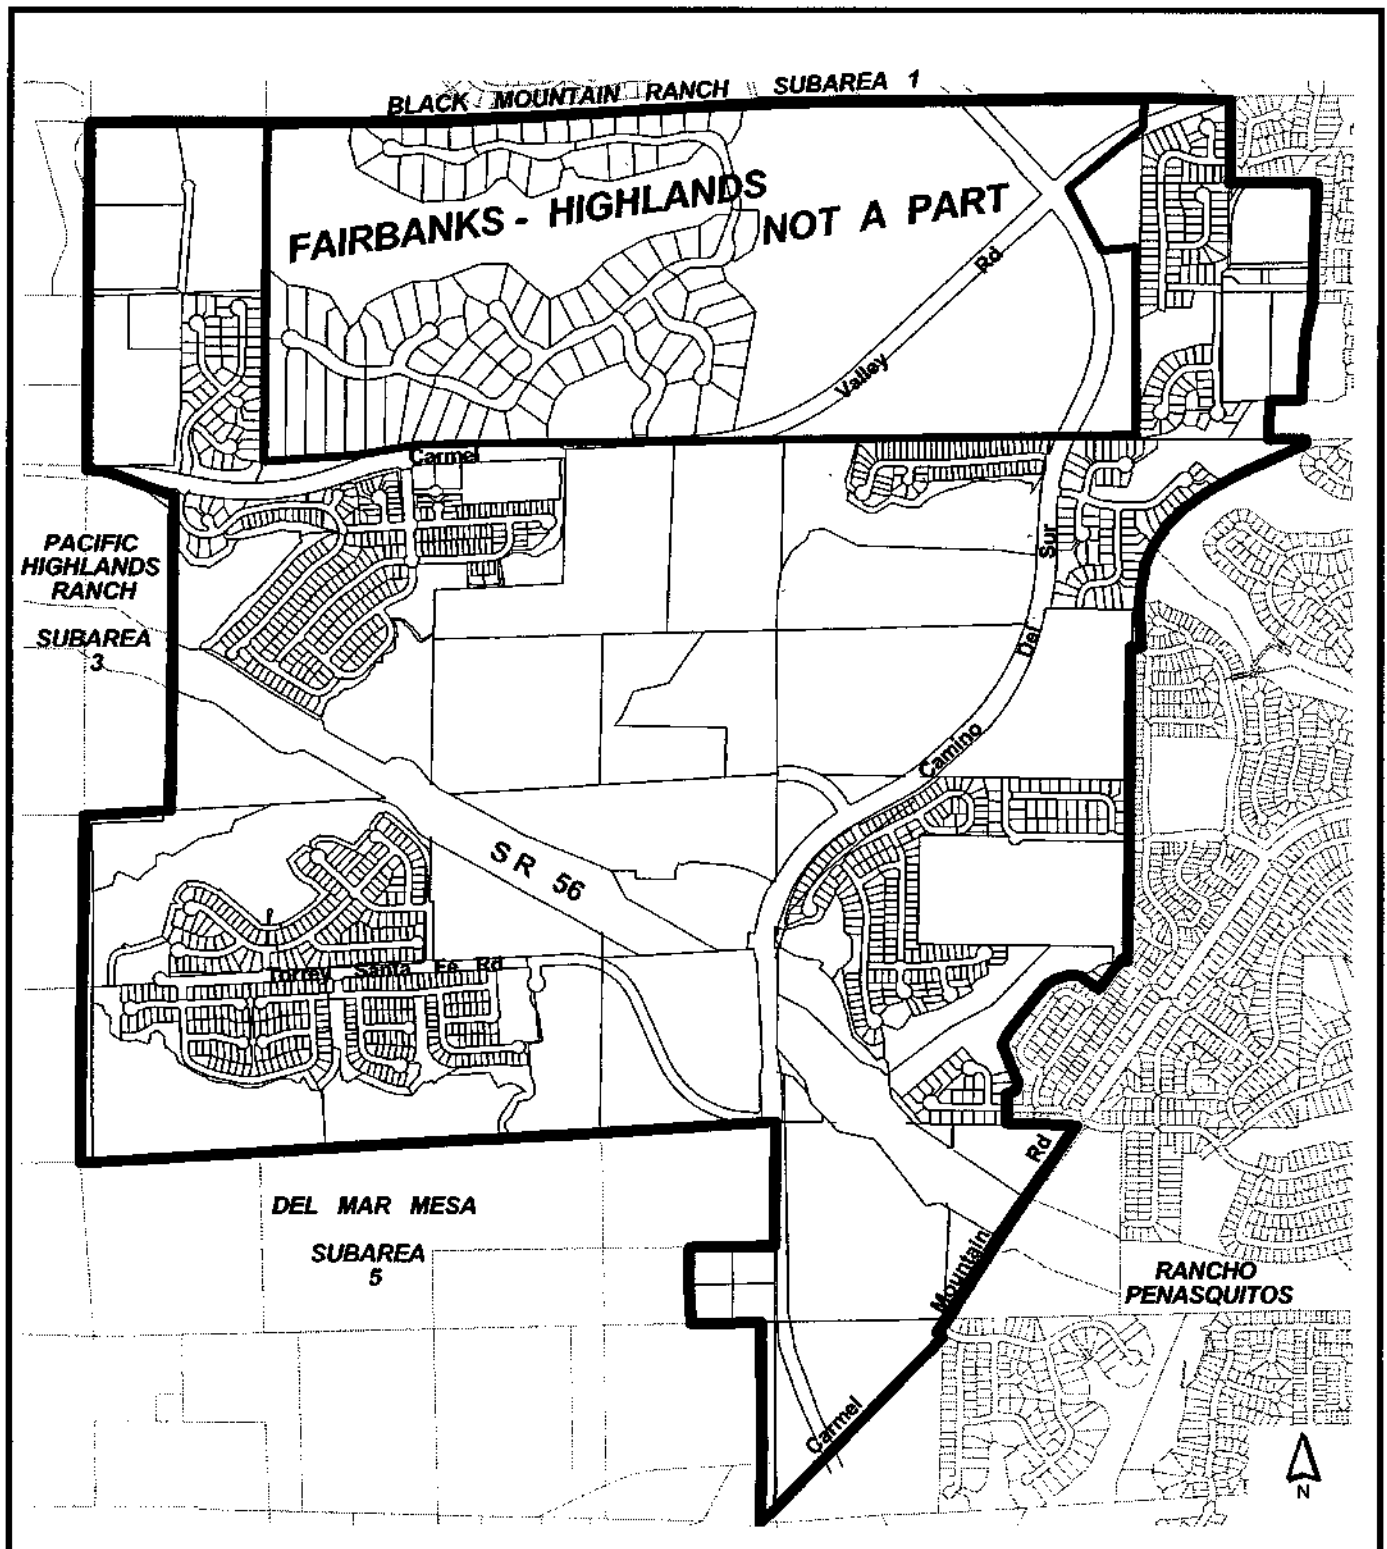 BLACK MOUNTAIN RANCH SUBAREA 1
FAIRBANKS - HIGHLANDS
NOT A PART
Rd
Valley
Carmel
PACIFIC
HIGHLANDS
RANCH
SUBAREA
3
Sur
Del
Camino
S R 56
Torrey Santa Fe Rd
Rd
DEL MAR MESA
SUBAREA
5
Mountain
RANCHO
PENASQUITOS
Carmel
N